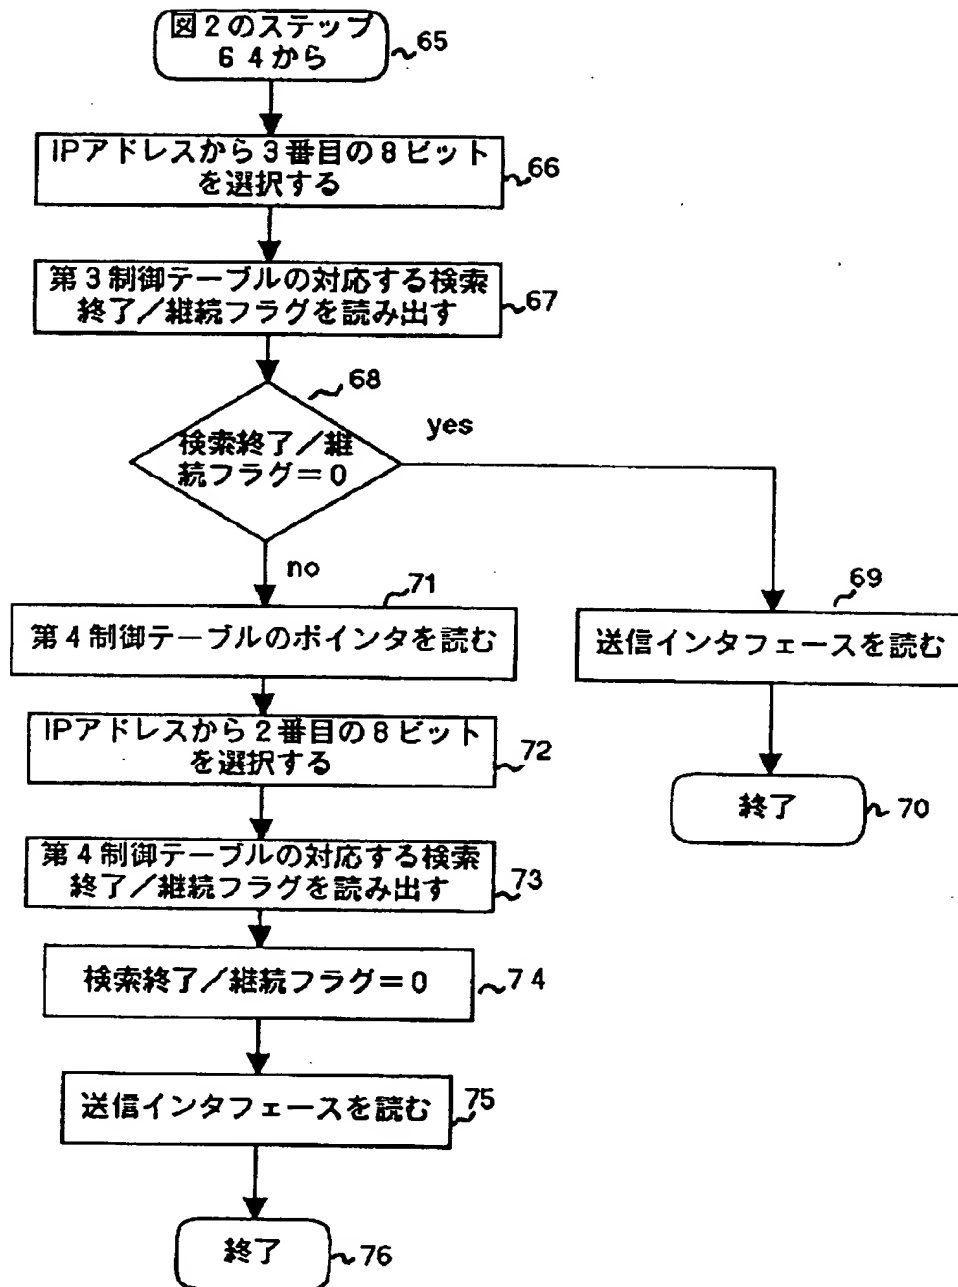 図2のステップ
64から
65
IPアドレスから3番目の8ビット
を選択する
66
第3制御テーブルの対応する検索
終了/継続フラグを読み出す
67
68
検索終了/継
続フラグ=0
yes
no
71
第4制御テーブルのポインタを読む
69
送信インタフェースを読む
IPアドレスから2番目の8ビット
を選択する
72
終了
70
第4制御テーブルの対応する検索
終了/継続フラグを読み出す
73
検索終了/継続フラグ=0
74
送信インタフェースを読む
75
終了
76